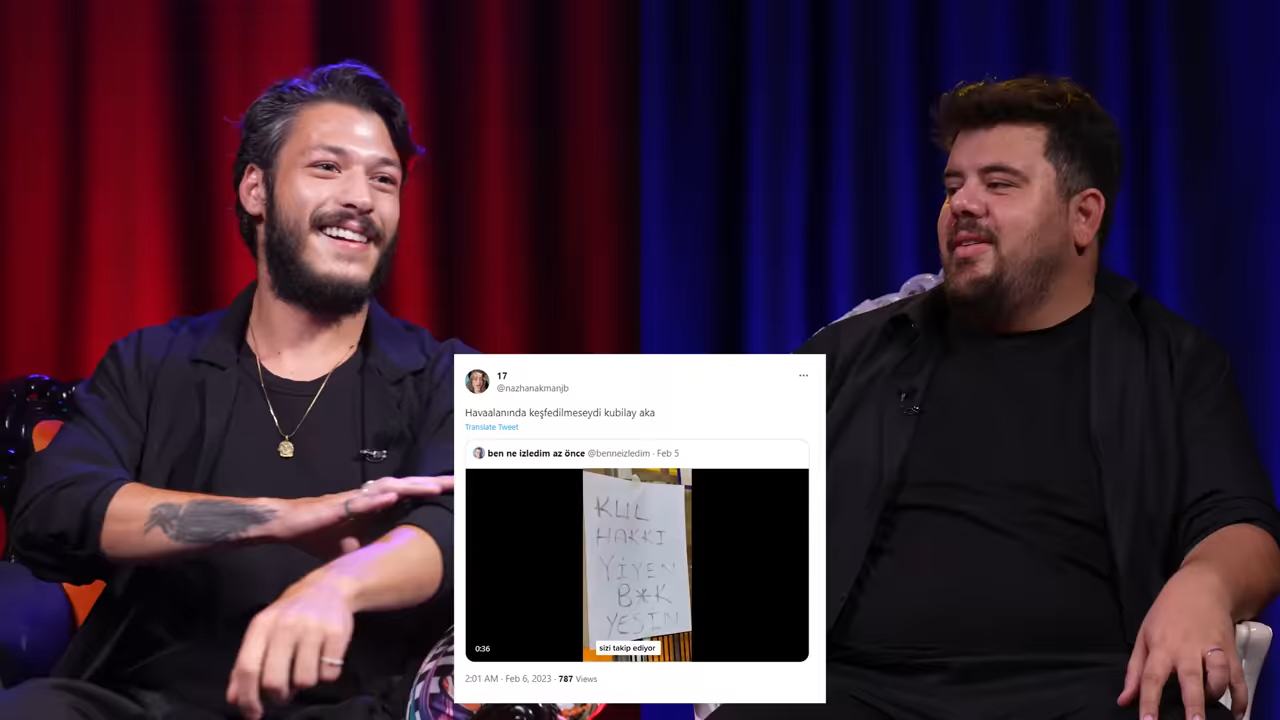 17
@nazhanakmanjb
Havaalanında keşfedilmeseydi kubilay aka
Translate Tweet
ben ne izledim az önce @benneizledim · Feb 5
KUL
HAKKI
YİYEN
B*K
YESİN
sizi takip ediyor
0:36
2:01 AM · Feb 6, 2023 · 787 Views